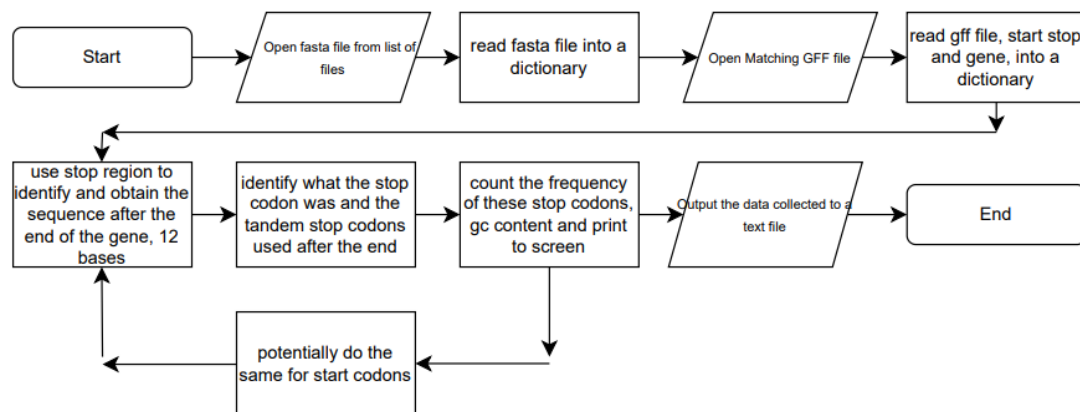 Start
Open fasta file from list of
files
read fasta file into a
dictionary
Open Matching GFF file
read gff file, start stop
and gene, into a
dictionary
use stop region to
identify and obtain the
sequence after the
end of the gene, 12
bases
identify what the stop
codon was and the
tandem stop codons
used after the end
count the frequency
of these stop codons,
gc content and print
to screen
Output the data collected to a
text file
End
potentially do the
same for start codons